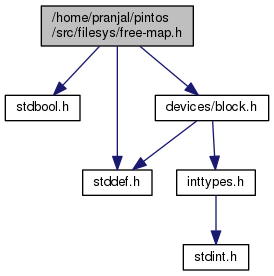 /home/pranjal/pintos
/src/filesys/free-map.h
stdbool.h
devices/block.h
stddef.h
inttypes.h
stdint.h